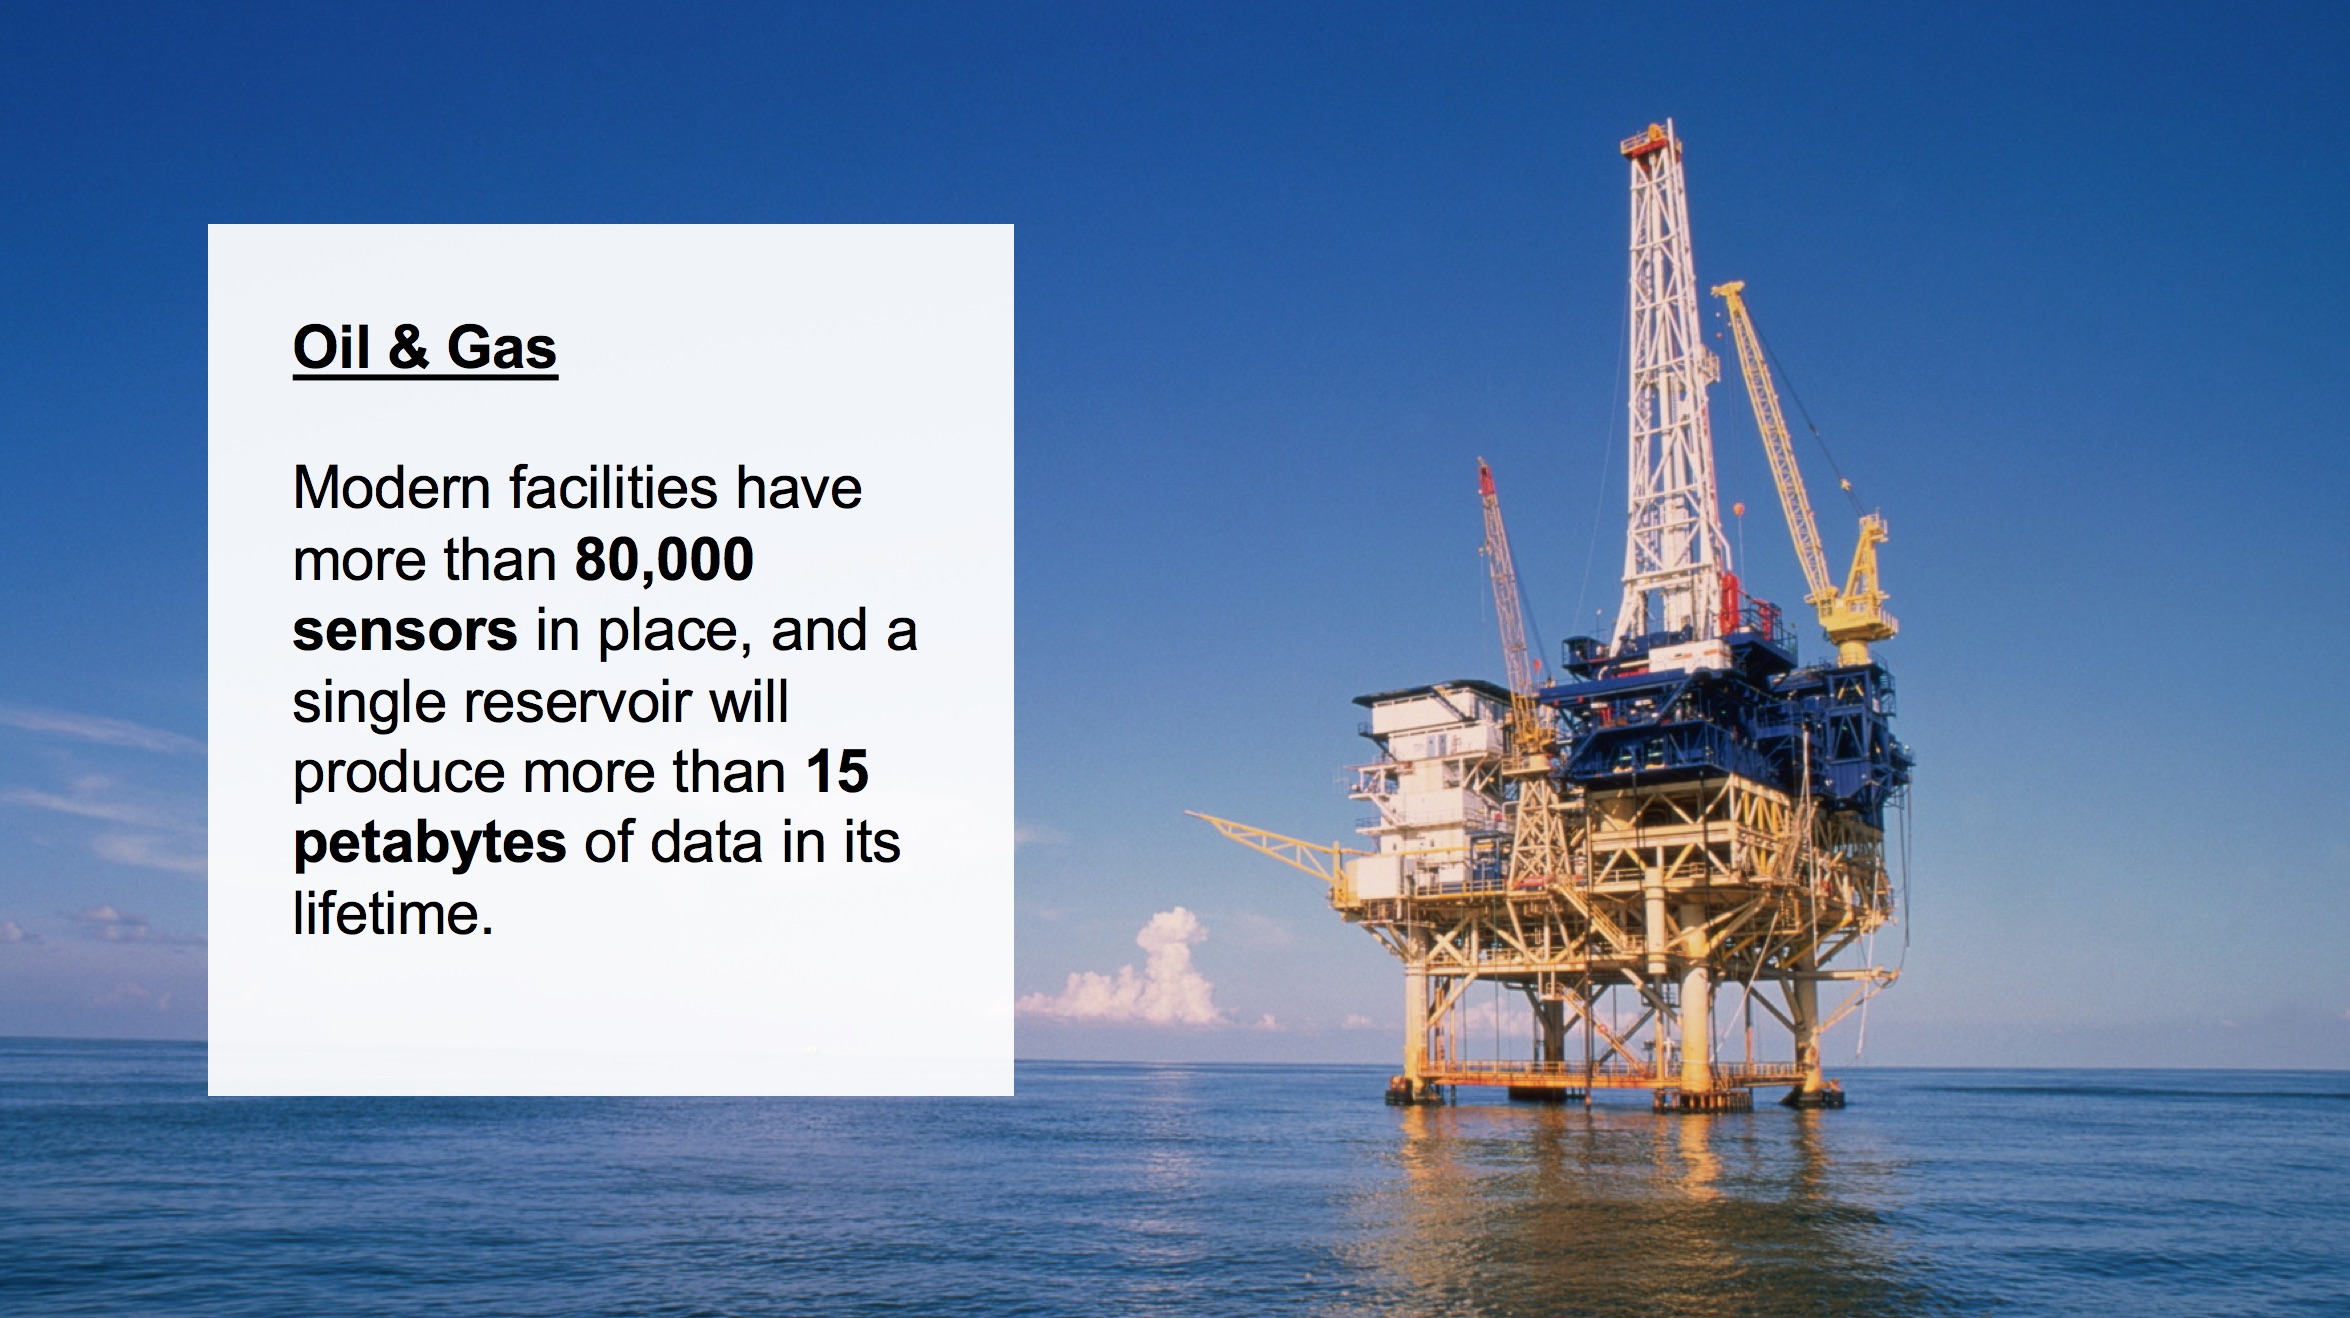 Oil & Gas
Modern facilities have
more than 80,000
sensors in place, and a
single reservoir will
produce more than 15
petabytes of data in its
lifetime.